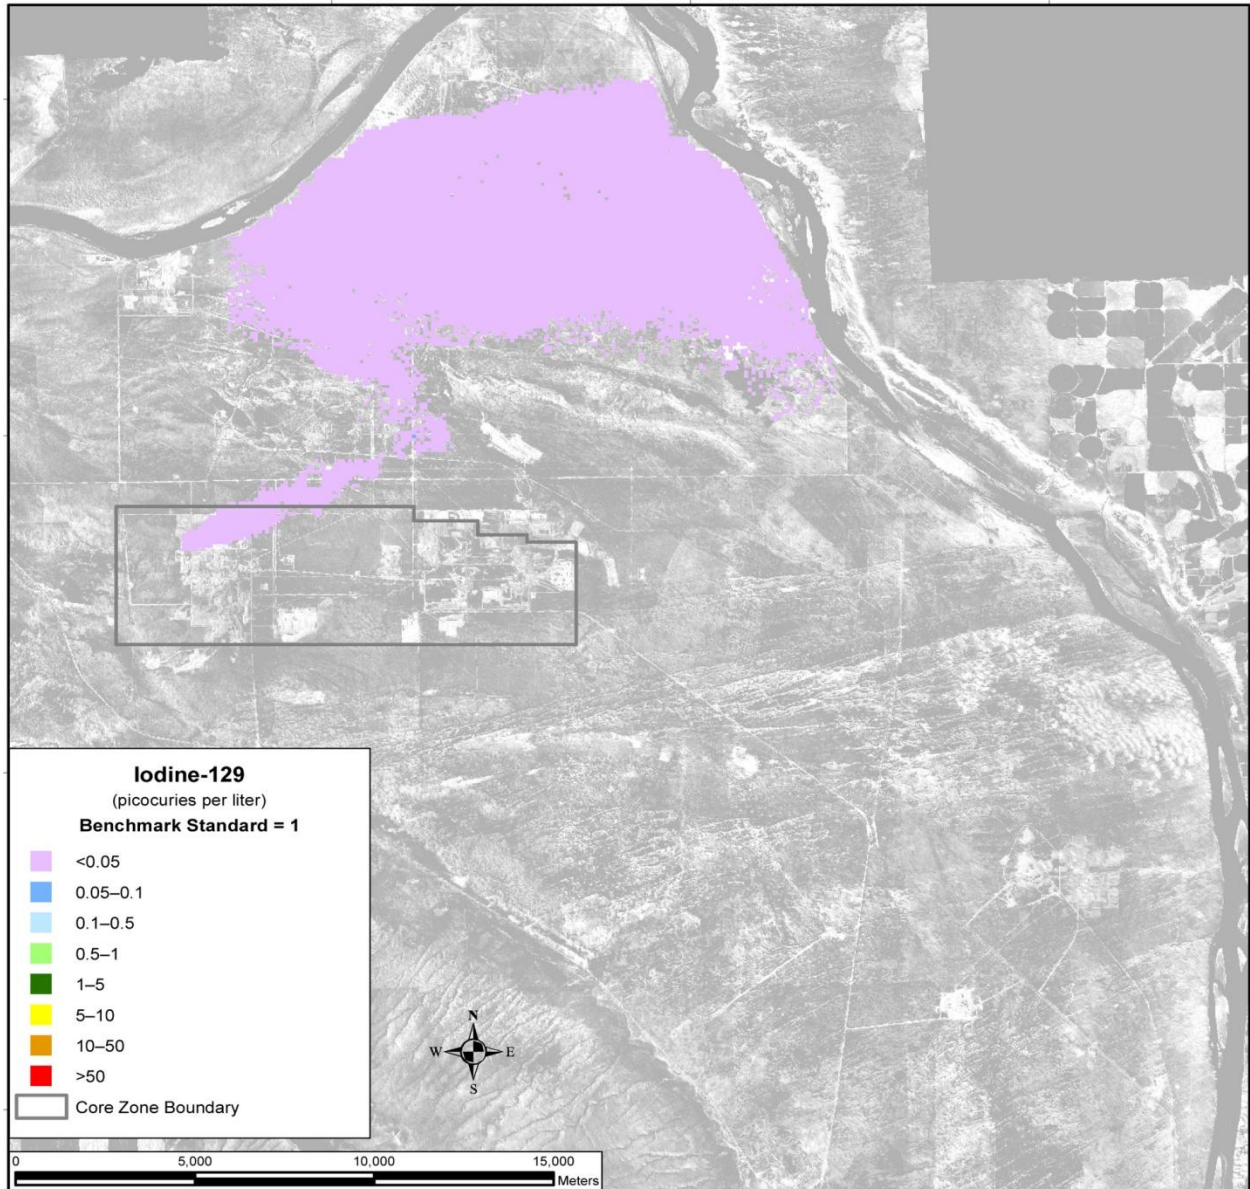 Iodine-129
(picocuries per liter)
Benchmark Standard = 1
<0.05
0.05–0.1
0.1–0.5
0.5–1
1–5
5–10
10–50
>50
Core Zone Boundary
N
W E
S
0 5,000 10,000 15,000
Meters